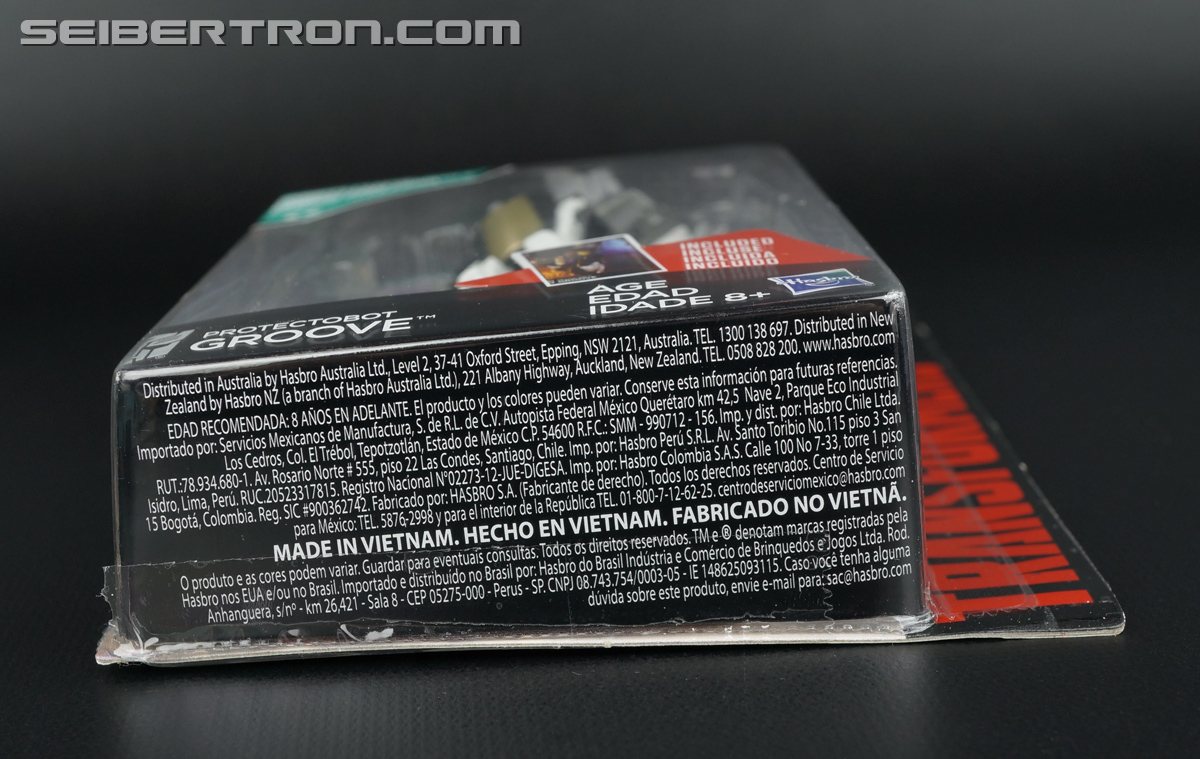 SEIBERTRON.COM
INCLUDED
INCLUIDA
INCLUÍDO
PROTECTOBOT
GROOVE™
AGE
EDAD
IDADE 8+
Hasbro
Distributed in Australia by Hasbro Australia Ltd., Level 2, 37-41 Oxford Street, Epping, NSW 2121, Australia. TEL. 1300 138 697. Distributed in New
Zealand by Hasbro NZ (a branch of Hasbro Australia Ltd.), 221 Albany Highway, Auckland, New Zealand. TEL. 0508 828 200. www.hasbro.com
EDAD RECOMENDADA: 8 AÑOS EN ADELANTE. El producto y los colores pueden variar. Conserve esta información para futuras referencias.
Importado por: Servicios Mexicanos de Manufactura, S. de R.L. de C.V. Autopista Federal México Querétaro km 42,5 Nave 2, Parque Eco Industrial
Los Cedros, Col. El Trébol, Tepotzotlán, Estado de México C.P. 54600 R.F.C.: SMM - 990712 - 156. Imp. y dist. por: Hasbro Chile Ltda.
RUT.:78.934.680-1. Av. Rosario Norte # 555, piso 22 Las Condes, Santiago, Chile. Imp. por: Hasbro Perú S.R.L. Av. Santo Toribio No.115 piso 3 San
Isidro, Lima, Perú. RUC.20523317815. Registro Nacional N°02273-12-JUE-DIGESA. Imp. por: Hasbro Colombia S.A.S. Calle 100 No 7-33, torre 1 piso
15 Bogotá, Colombia. Reg. SIC #900362742. Fabricado por: HASBRO S.A. (Fabricante de derecho). Todos los derechos reservados. Centro de Servicio
para México: TEL. 5876-2998 y para el interior de la República TEL. 01-800-7-12-62-25. centrodeserviciomexico@hasbro.com
MADE IN VIETNAM. HECHO EN VIETNAM. FABRICADO NO VIETNÃ.
O produto e as cores podem variar. Guardar para eventuais consultas. Todos os direitos reservados. TM e ® denotam marcas registradas pela
Hasbro nos EUA e/ou no Brasil. Importado e distribuído no Brasil por: Hasbro do Brasil Indústria e Comércio de Brinquedos e Jogos Ltda. Rod.
Anhanguera, s/nº - km 26,421 - Sala 8 - CEP 05275-000 - Perus - SP. CNPJ 08.743.754/0003-05 - IE 148625093115. Caso você tenha alguma
dúvida sobre este produto, envie e-mail para: sac@hasbro.com
TRANSFORMERS